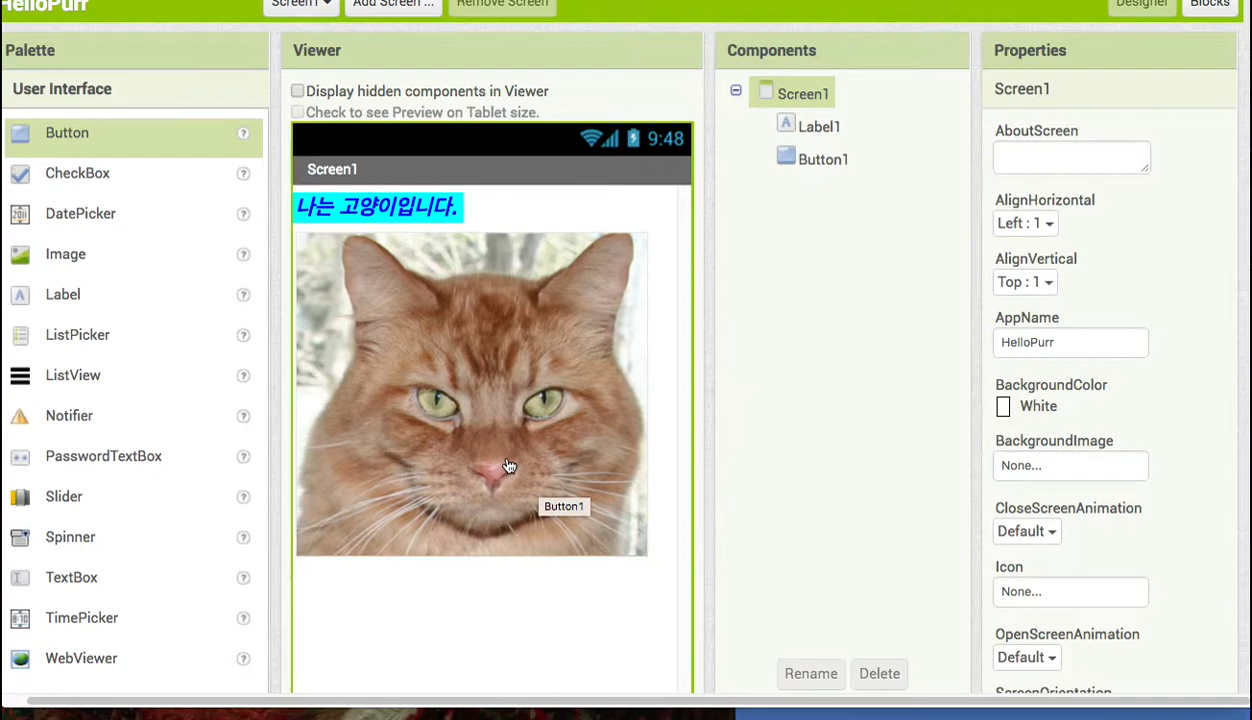 HelloPurr
Screen1
Add Screen ...
Remove Screen
Designer
Blocks
Palette
User Interface
Button
?
CheckBox
?
DatePicker
?
Image
?
Label
?
ListPicker
?
ListView
?
Notifier
?
PasswordTextBox
?
Slider
?
Spinner
?
TextBox
?
TimePicker
?
WebViewer
?
Viewer
Display hidden components in Viewer
Check to see Preview on Tablet size.
9:48
Screen1
나는 고양이입니다.
Button1
Components
Screen1
A
Label1
Button1
Rename
Delete
Properties
Screen1
AboutScreen
AlignHorizontal
Left : 1
AlignVertical
Top : 1
AppName
HelloPurr
BackgroundColor
White
BackgroundImage
None...
CloseScreenAnimation
Default
Icon
None...
OpenScreenAnimation
Default
ScreenOrientation